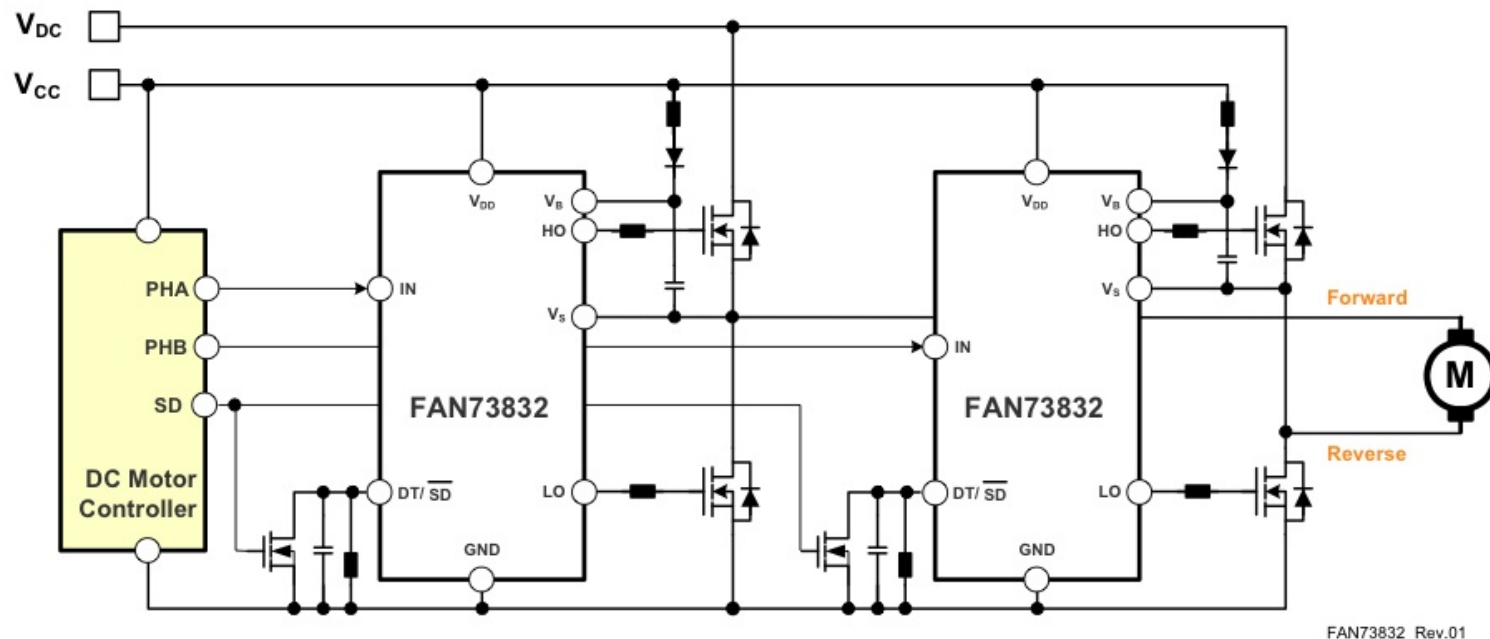 VDC
VCC
VDD
VB
HO
VDD
VB
HO
PHA
IN
VS
VS
Forward
PHB
IN
SD
FAN73832
FAN73832
M
Reverse
DC Motor
Controller
DT/ SD
LO
DT/ SD
LO
GND
GND
FAN73832 Rev.01